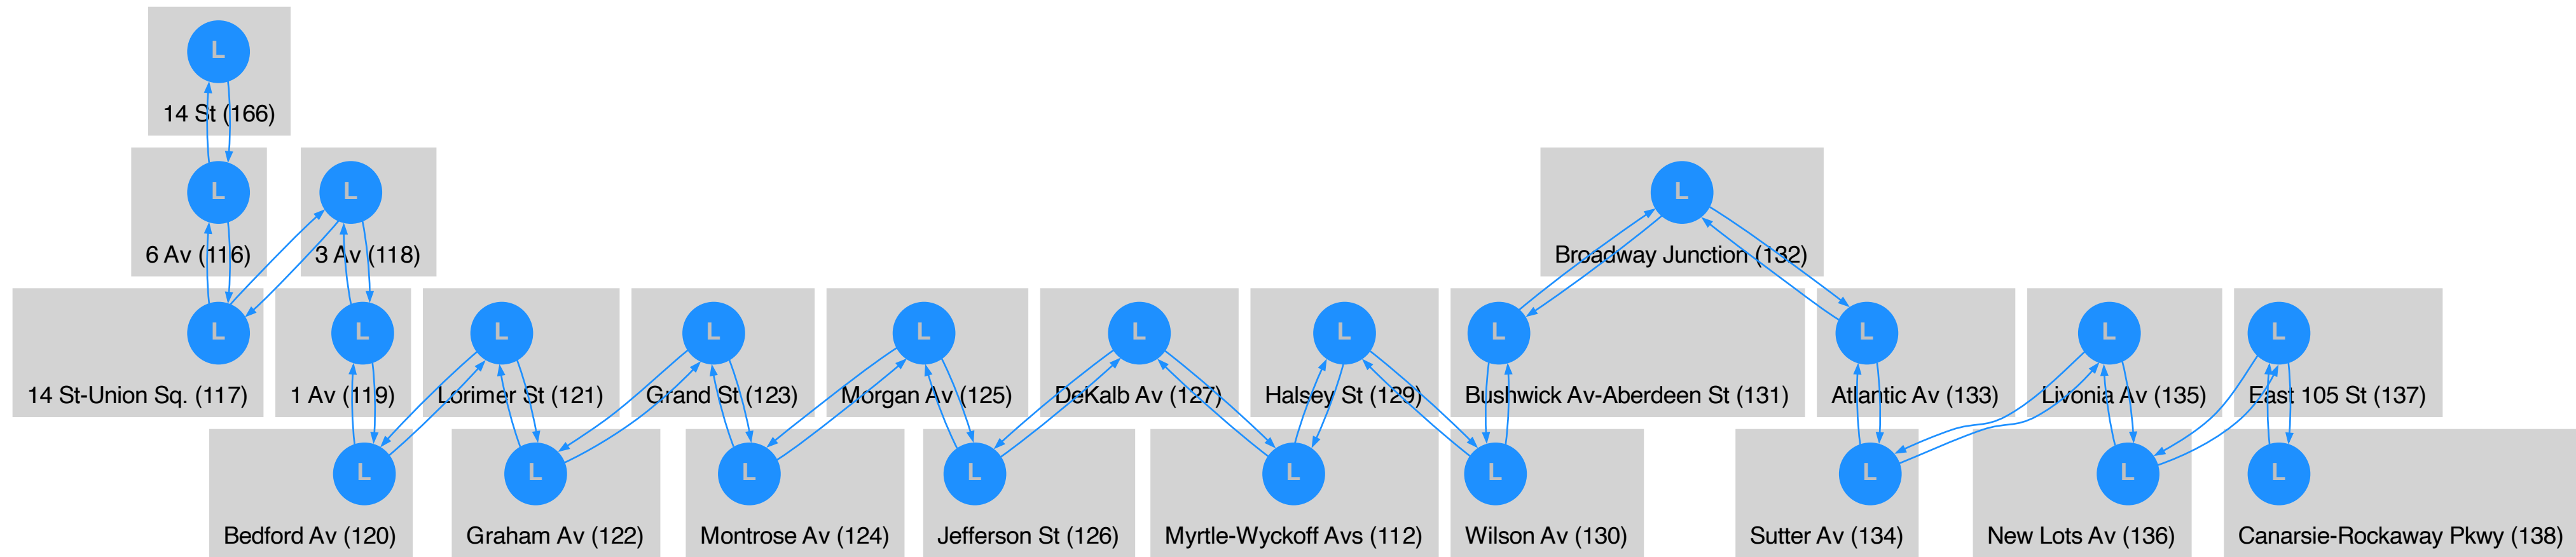 L
14 St (166)
L
6 Av (116)
L
3 Av (118)
L
Broadway Junction (132)
L
14 St-Union Sq. (117)
L
1 Av (119)
L
Lorimer St (121)
L
Grand St (123)
L
Morgan Av (125)
L
DeKalb Av (127)
L
Halsey St (129)
L
Bushwick Av-Aberdeen St (131)
L
Atlantic Av (133)
L
Livonia Av (135)
L
East 105 St (137)
L
Bedford Av (120)
L
Graham Av (122)
L
Montrose Av (124)
L
Jefferson St (126)
L
Myrtle-Wyckoff Avs (112)
L
Wilson Av (130)
L
Sutter Av (134)
L
New Lots Av (136)
L
Canarsie-Rockaway Pkwy (138)